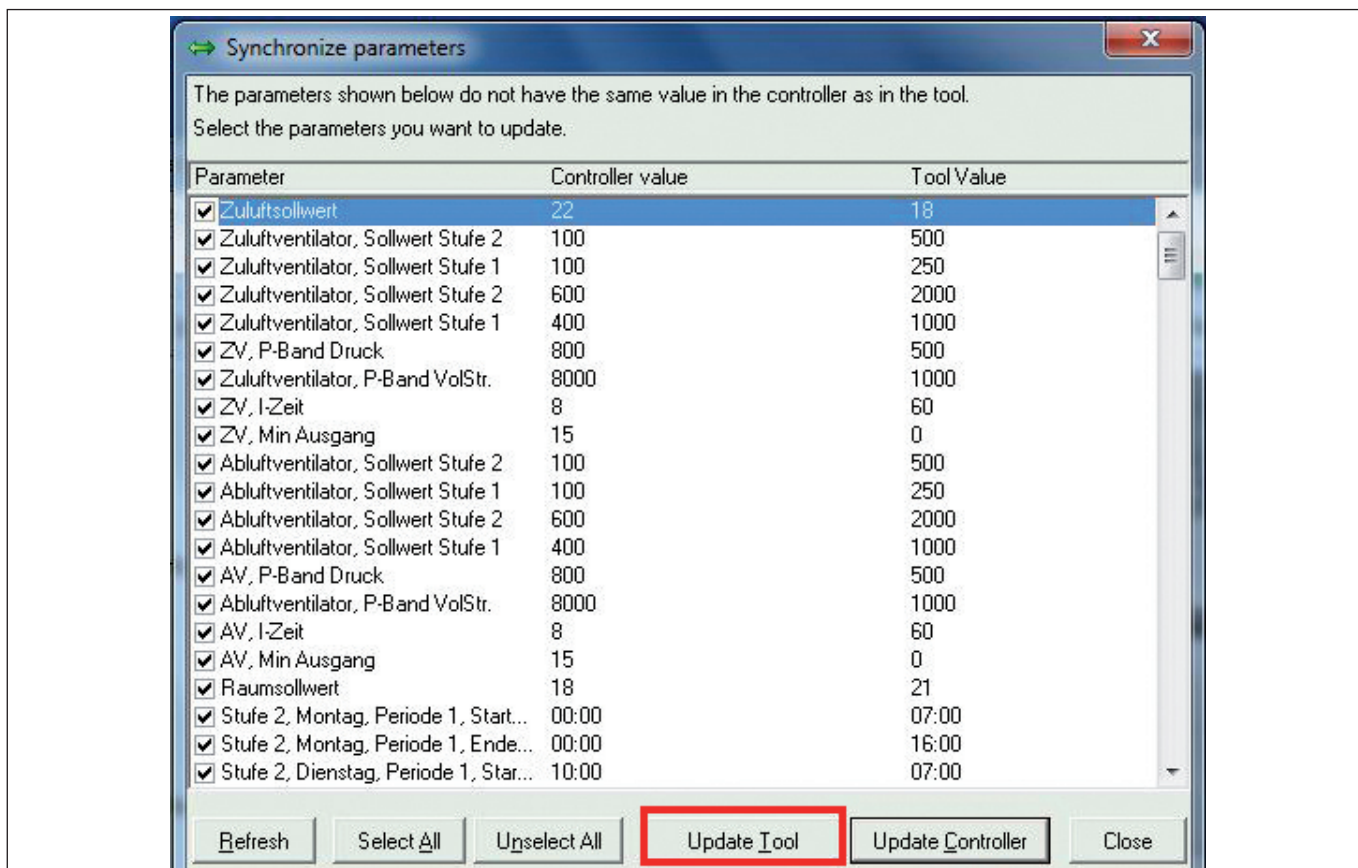 Synchronize parameters
The parameters shown below do not have the same value in the controller as in the tool.
Select the parameters you want to update.
Parameter Controller value Tool Value
Zuluftsollwert 22 18
Zuluftventilator, Sollwert Stufe 2 100 500
Zuluftventilator, Sollwert Stufe 1 100 250
Zuluftventilator, Sollwert Stufe 2 600 2000
Zuluftventilator, Sollwert Stufe 1 400 1000
ZV, P-Band Druck 800 500
Zuluftventilator, P-Band VolStr. 8000 1000
ZV, I-Zeit 8 60
ZV, Min Ausgang 15 0
Abluftventilator, Sollwert Stufe 2 100 500
Abluftventilator, Sollwert Stufe 1 100 250
Abluftventilator, Sollwert Stufe 2 600 2000
Abluftventilator, Sollwert Stufe 1 400 1000
AV, P-Band Druck 800 500
Abluftventilator, P-Band VolStr. 8000 1000
AV, I-Zeit 8 60
AV, Min Ausgang 15 0
Raumsollwert 18 21
Stufe 2, Montag, Periode 1, Start... 00:00 07:00
Stufe 2, Montag, Periode 1, Ende... 00:00 16:00
Stufe 2, Dienstag, Periode 1, Star... 10:00 07:00
Refresh Select All Unselect All Update Tool Update Controller Close